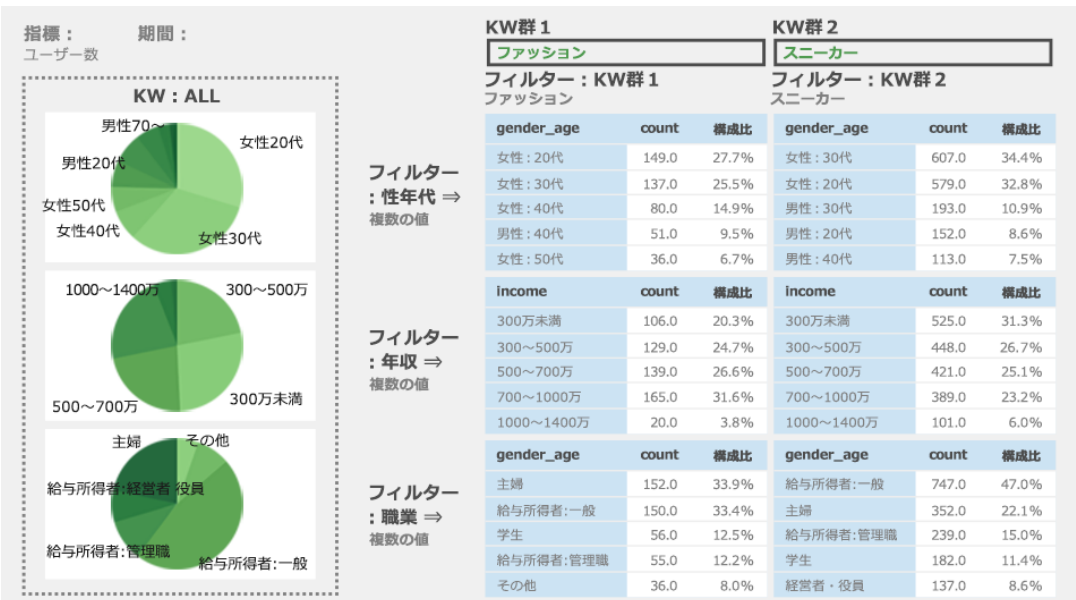 指標： 期間：
ユーザー数
KW：ALL
男性70～
女性20代
男性20代
女性50代
女性40代
女性30代
1000～1400万
300～500万
500～700万
300万未満
主婦
その他
給与所得者:経営者 役員
給与所得者:管理職
給与所得者:一般
フィルター
：性年代 ⇒
複数の値
フィルター
：年収 ⇒
複数の値
フィルター
：職業 ⇒
複数の値
KW群１
ファッション
フィルター：KW群１
ファッション
gender_age count 構成比
女性：20代 149.0 27.7%
女性：30代 137.0 25.5%
女性：40代 80.0 14.9%
男性：40代 51.0 9.5%
女性：50代 36.0 6.7%
income count 構成比
300万未満 106.0 20.3%
300～500万 129.0 24.7%
500～700万 139.0 26.6%
700～1000万 165.0 31.6%
1000～1400万 20.0 3.8%
gender_age count 構成比
主婦 152.0 33.9%
給与所得者:一般 150.0 33.4%
学生 56.0 12.5%
給与所得者:管理職 55.0 12.2%
その他 36.0 8.0%
KW群２
スニーカー
フィルター：KW群２
スニーカー
gender_age count 構成比
女性：30代 607.0 34.4%
女性：20代 579.0 32.8%
男性：30代 193.0 10.9%
男性：20代 152.0 8.6%
男性：40代 113.0 7.5%
income count 構成比
300万未満 525.0 31.3%
300～500万 448.0 26.7%
500～700万 421.0 25.1%
700～1000万 389.0 23.2%
1000～1400万 101.0 6.0%
gender_age count 構成比
給与所得者:一般 747.0 47.0%
主婦 352.0 22.1%
給与所得者:管理職 239.0 15.0%
学生 182.0 11.4%
経営者・役員 137.0 8.6%